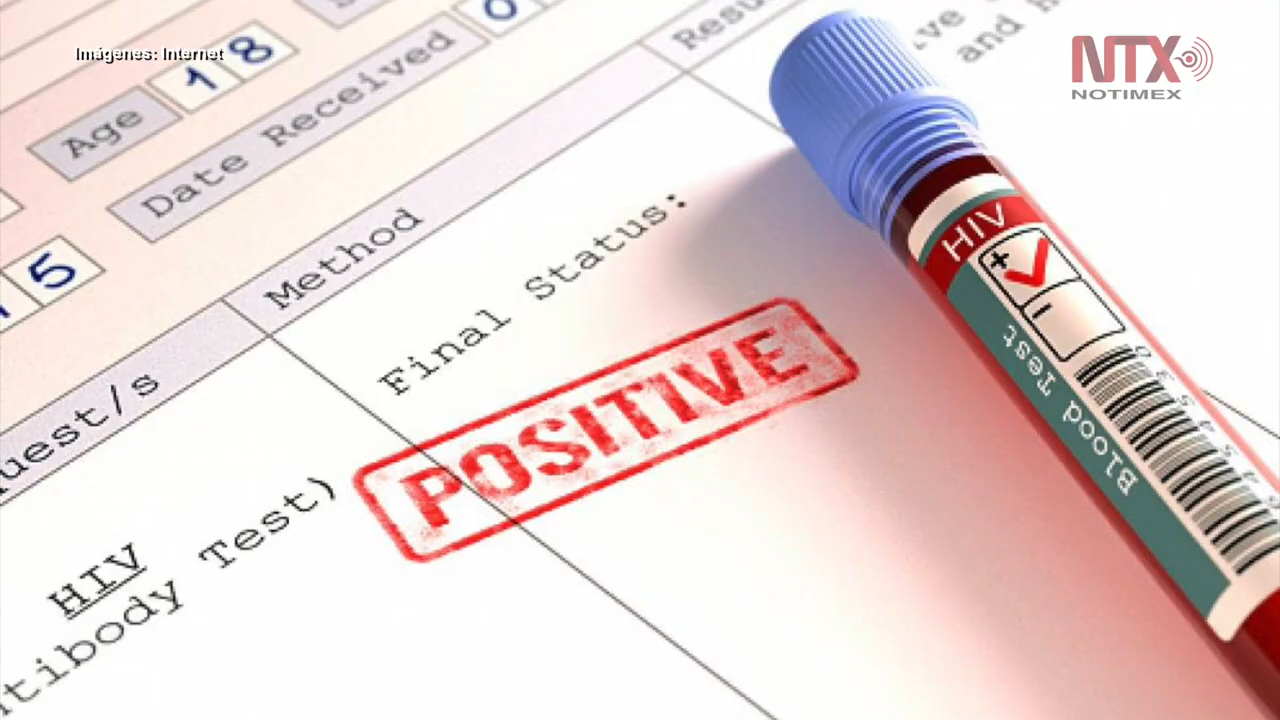 Imágenes: Internet
NTX
NOTIMEX
Age 18
Date Received 0
5
Method
Final Status:
POSITIVE
HIV
Test)
and
HIV
+
-
Blood Test